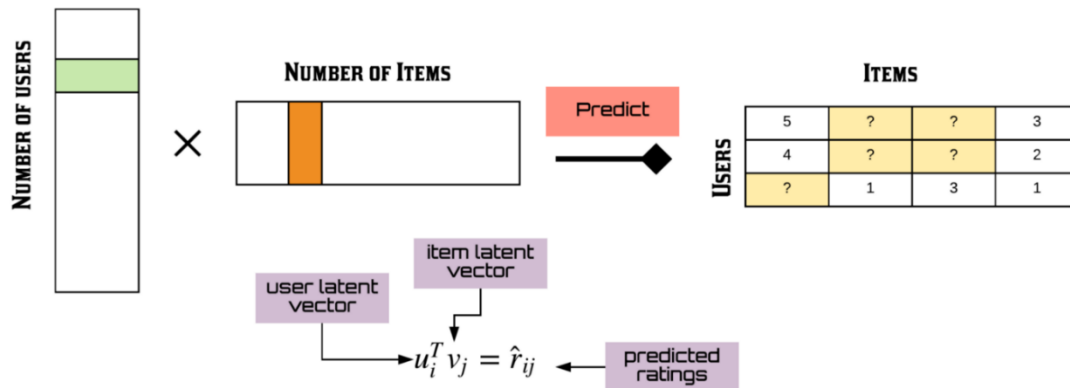 NUMBER OF USERS
NUMBER OF ITEMS
×
Predict
ITEMS
USERS
5 ? ? 3
4 ? ? 2
? 1 3 1
item latent
vector
user latent
vector
u_i^T v_j = r̂_ij
predicted
ratings